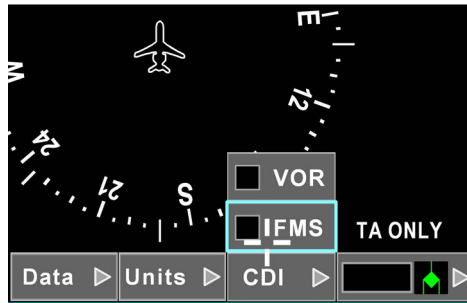 E
W
12
24
21
S
VOR
FMS
TA ONLY
Data
Units
CDI